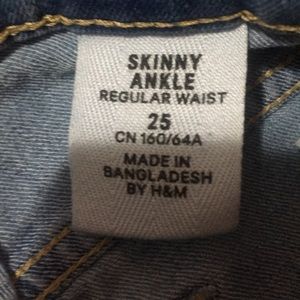 SKINNY
ANKLE
REGULAR WAIST
25
CN 160/64A
MADE IN
BANGLADESH
BY H&M